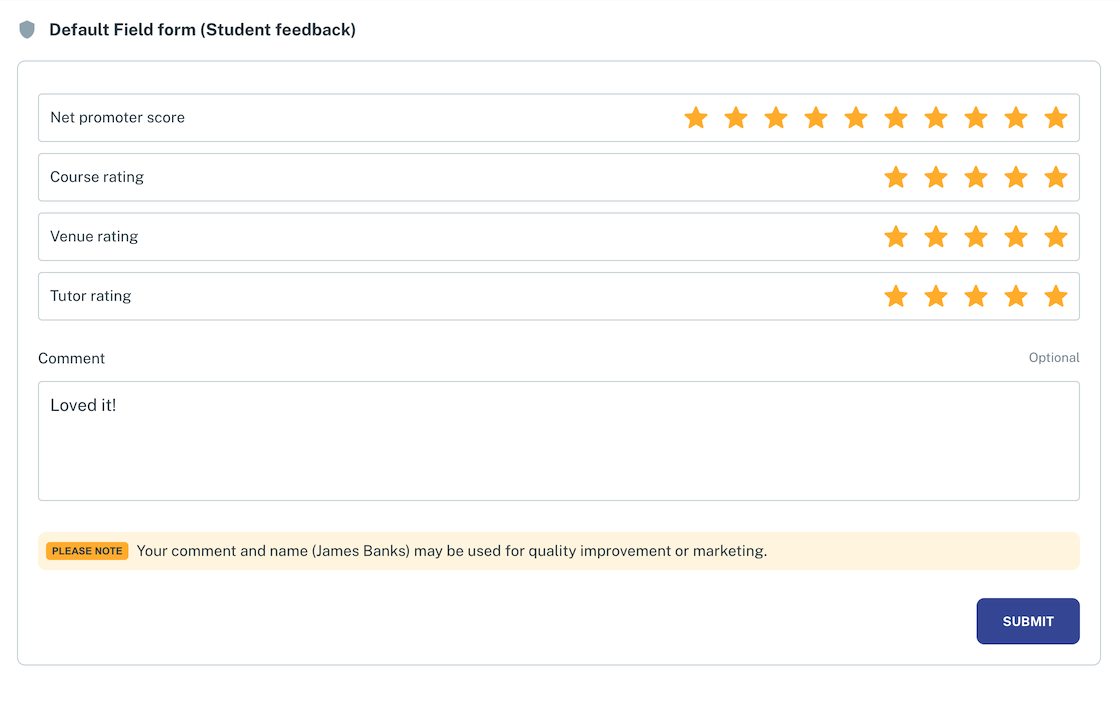 Default Field form (Student feedback)
Net promoter score
Course rating
Venue rating
Tutor rating
Comment
Optional
Loved it!
PLEASE NOTE Your comment and name (James Banks) may be used for quality improvement or marketing.
SUBMIT